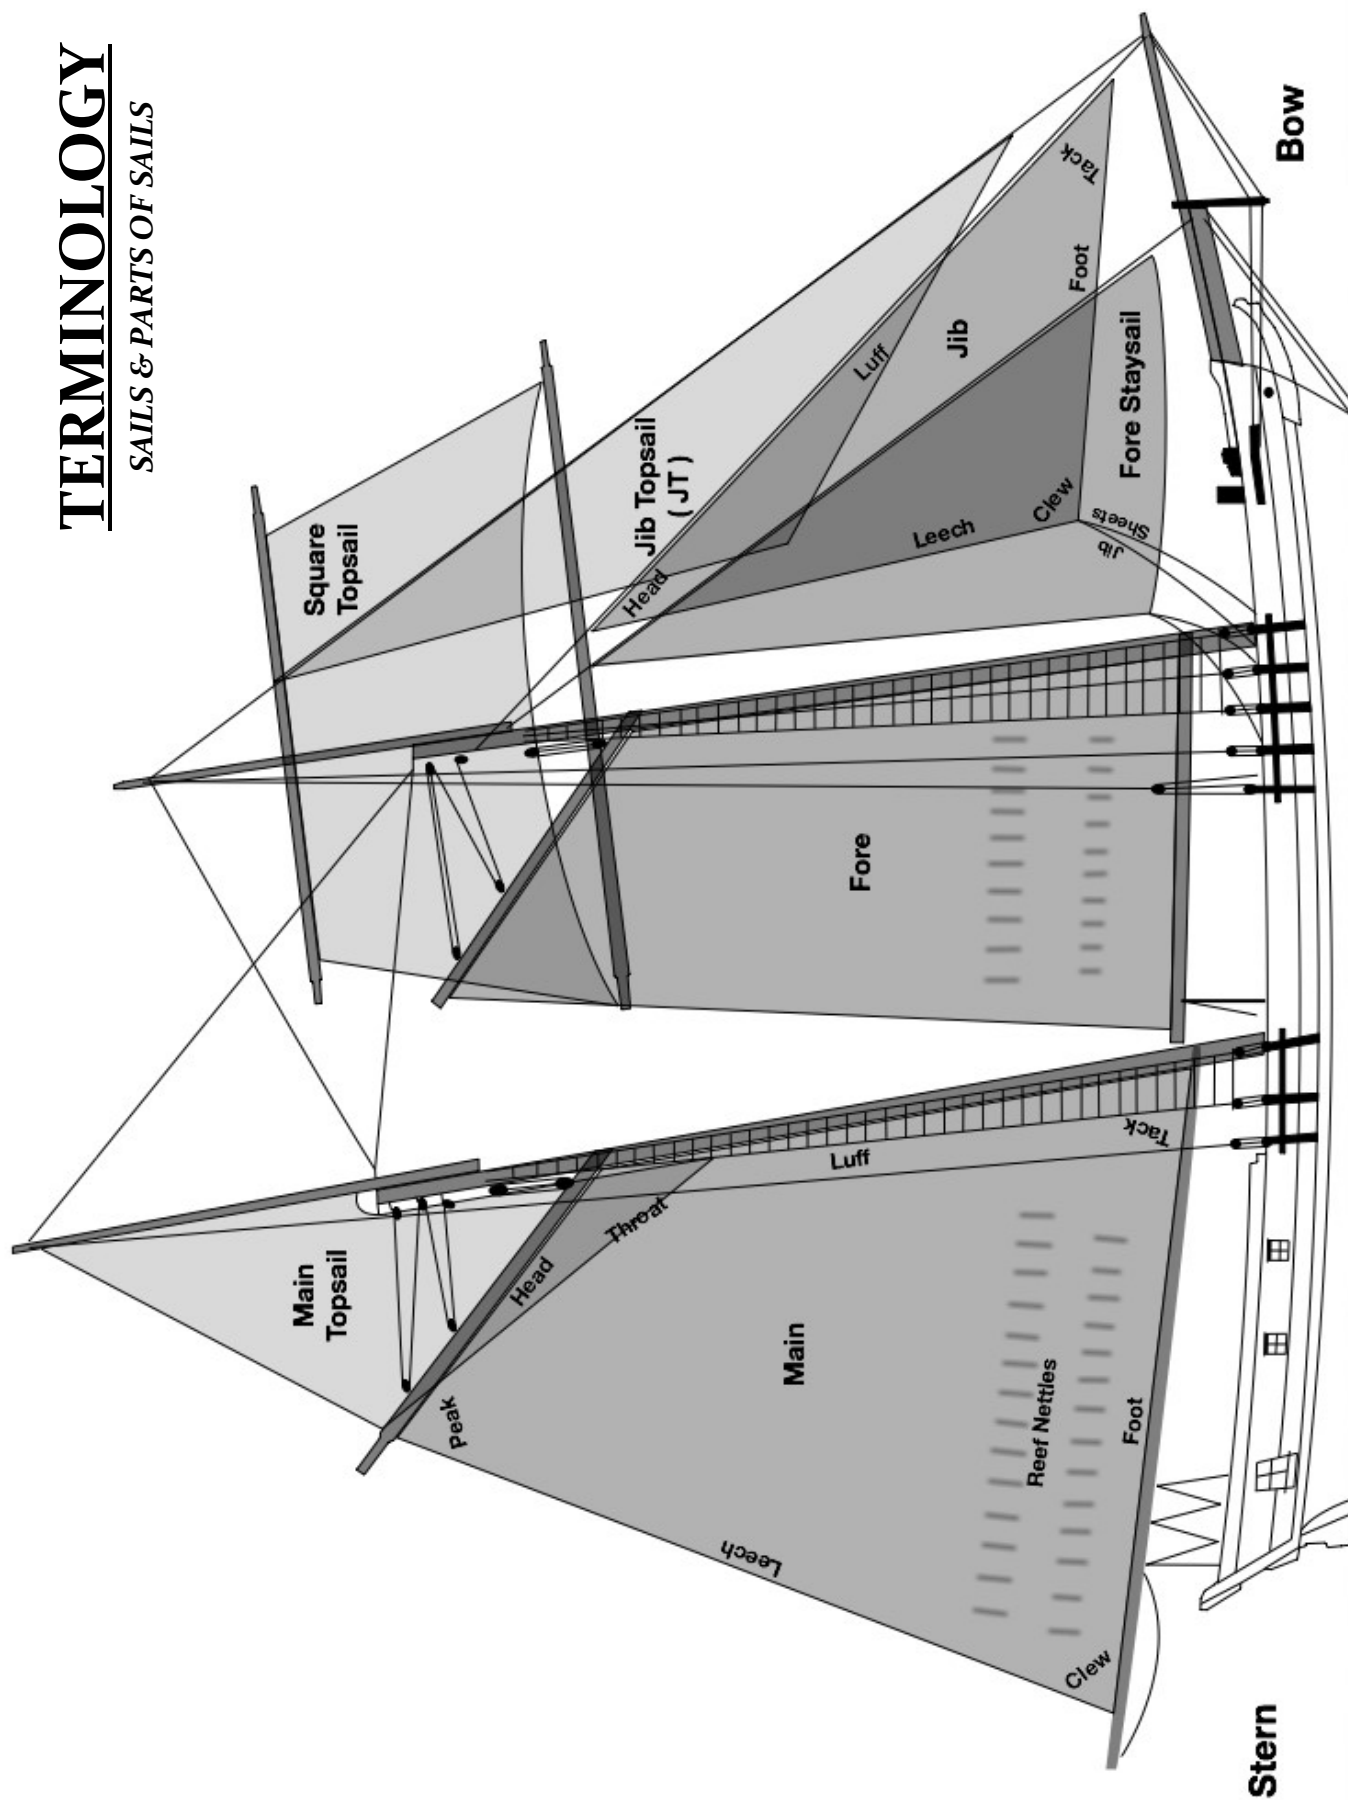 TERMINOLOGY
SAILS & PARTS OF SAILS
Square
Topsail
Jib Topsail
( JT )
Main
Topsail
Head
Luff
Jib
Tack
Foot
Leech
Clew
Fore Staysail
Jib
Sheets
Fore
Peak
Head
Throat
Luff
Main
Leech
Tack
Reef Nettles
Foot
Clew
Stern
Bow